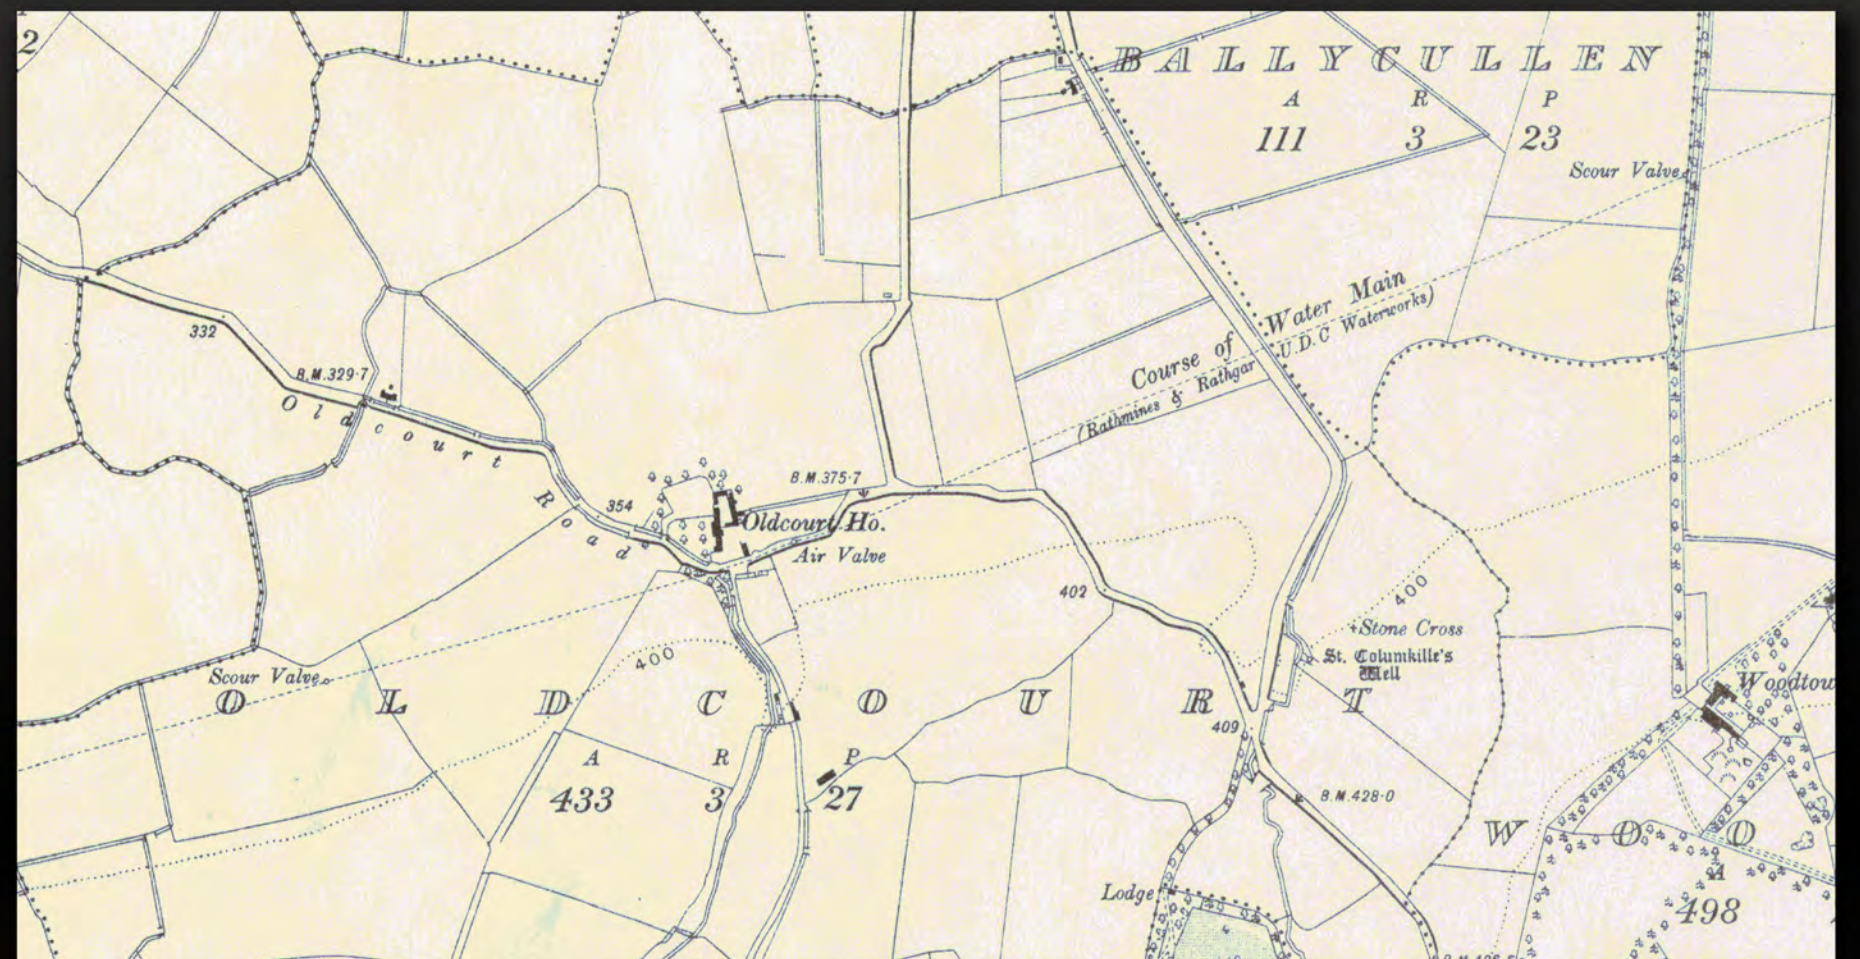 2
BALLYCULLEN
A R P
111 3 23
Scour Valve
Water Main
U.D.C Waterworks)
Course of
(Rathmines & Rathgar
332
B.M.329·7
Oldcourt Road
354
B.M.375·7
Oldcourt Ho.
Air Valve
402
400
Stone Cross
St. Columkille's
Well
400
Scour Valve
OLDCOURT
Woodtow
409
A R P
433 3 27
B.M.428·0
WOO
A
498
Lodge